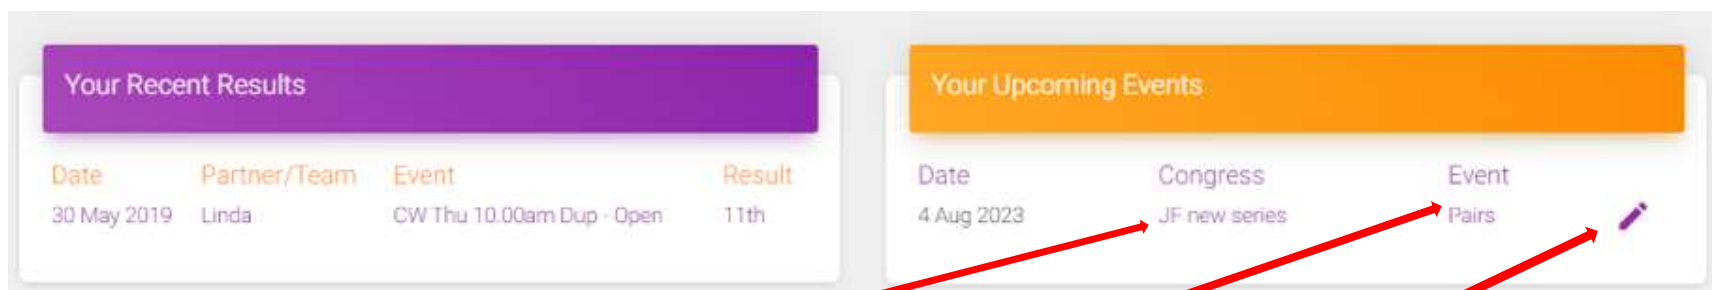 Your Recent Results
Date Partner/Team Event Result
30 May 2019 Linda CW Thu 10.00am Dup - Open 11th
Your Upcoming Events
Date Congress Event
4 Aug 2023 JF new series Pairs